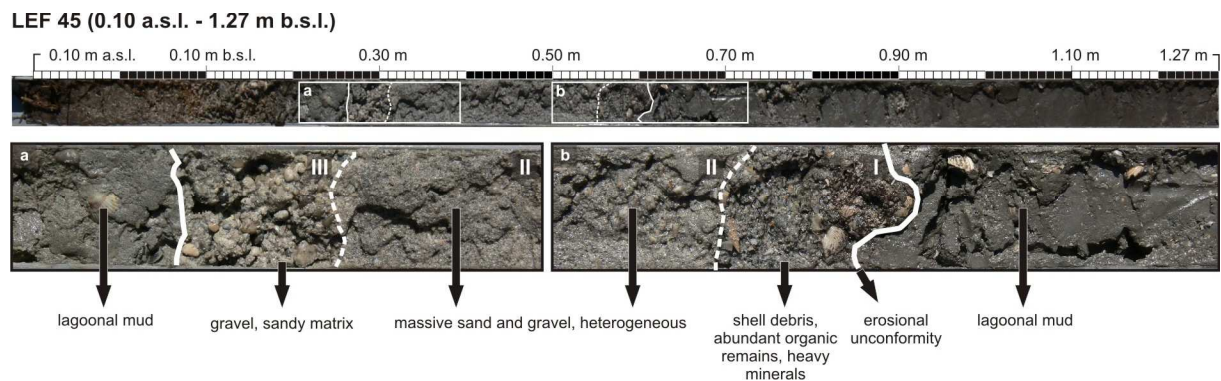 LEF 45 (0.10 a.s.l. - 1.27 m b.s.l.)
0.10 m a.s.l. 0.10 m b.s.l. 0.30 m 0.50 m 0.70 m 0.90 m 1.10 m 1.27 m
a b
a III II b II I
lagoonal mud
gravel, sandy matrix
massive sand and gravel, heterogeneous
shell debris,
abundant organic
remains, heavy
minerals
erosional
unconformity
lagoonal mud